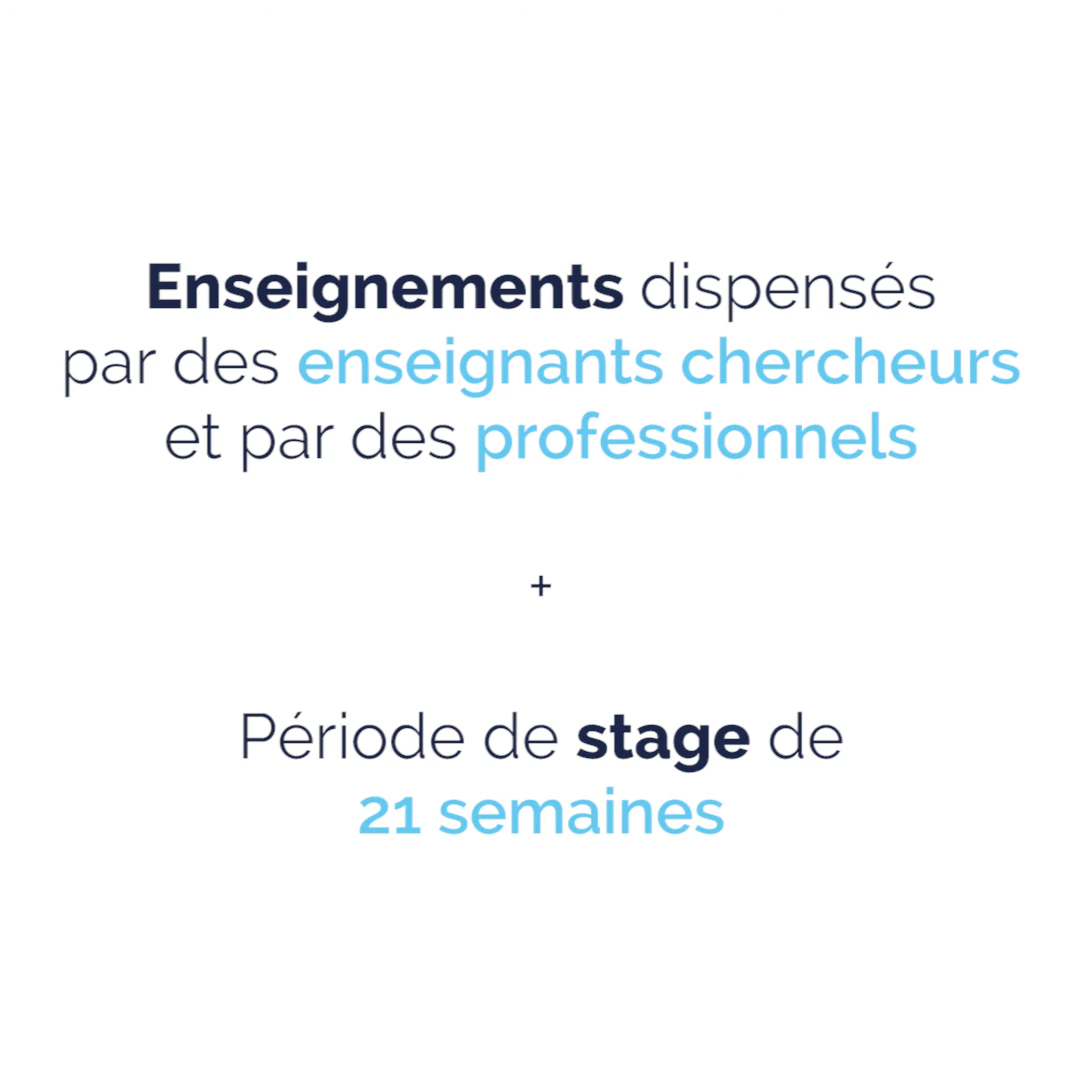 Enseignements dispensés
par des enseignants chercheurs
et par des professionnels
+
Période de stage de
21 semaines